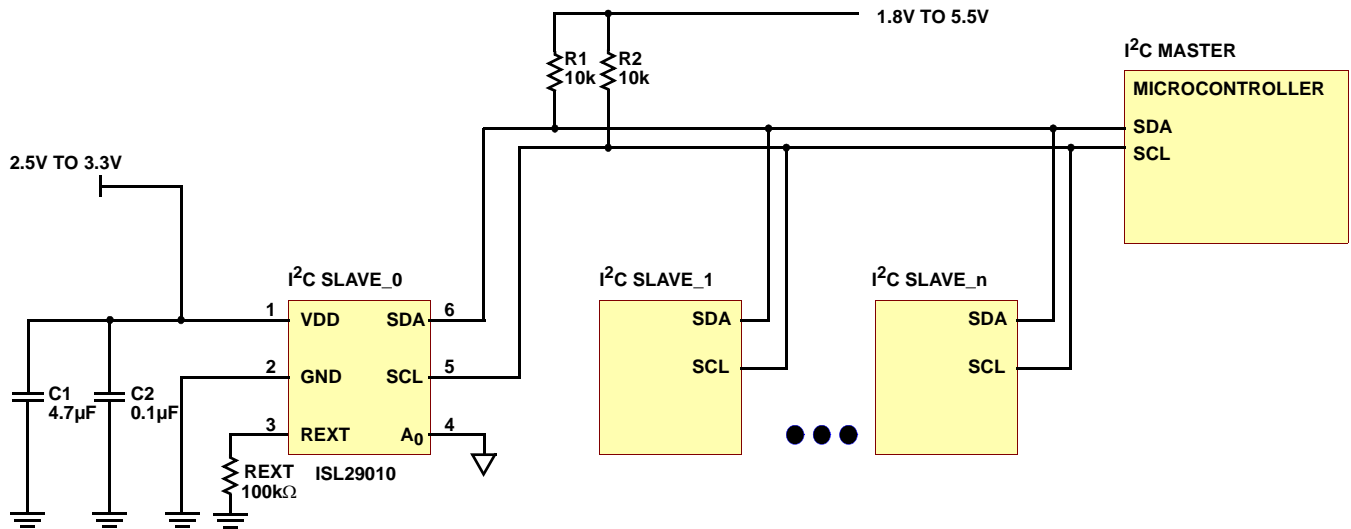 1.8V TO 5.5V
I²C MASTER
R1
10k
R2
10k
MICROCONTROLLER
SDA
SCL
2.5V TO 3.3V
I²C SLAVE_0
I²C SLAVE_1
I²C SLAVE_n
1
VDD
SDA
6
2
GND
SCL
5
3
REXT
A₀
4
SDA
SCL
SDA
SCL
C1
4.7µF
C2
0.1µF
REXT
100kΩ
ISL29010